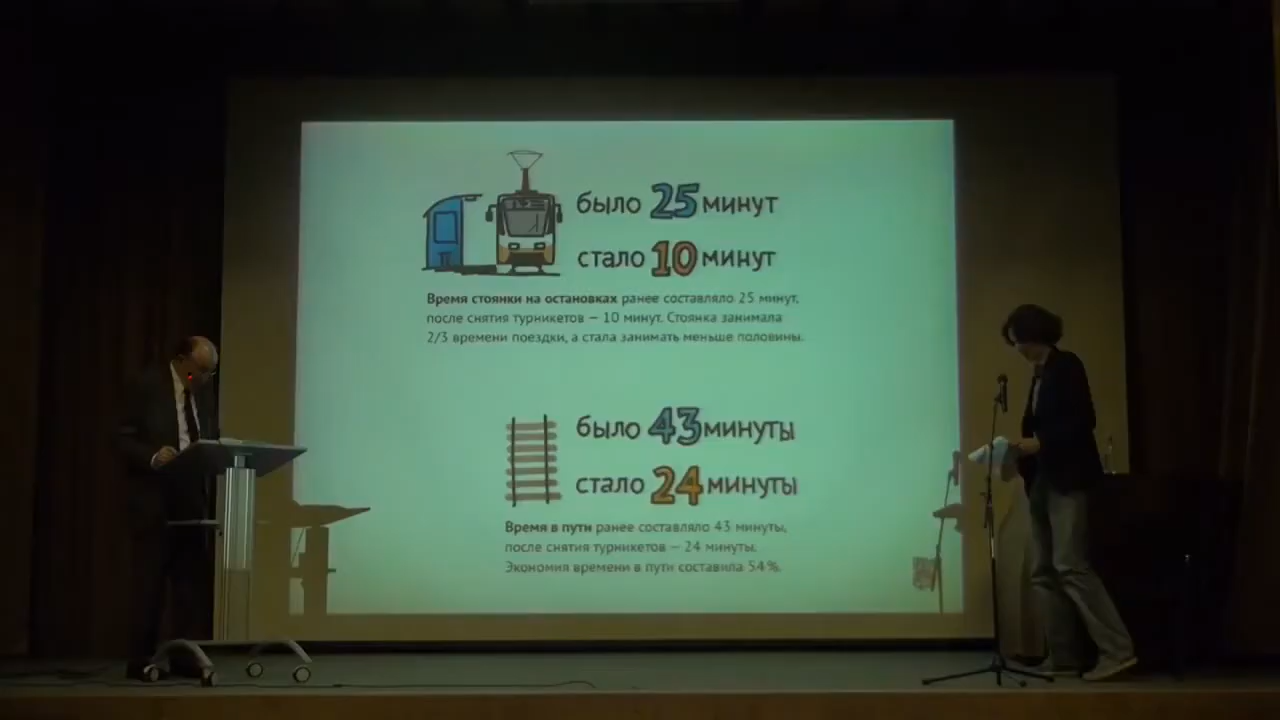 было 25 минут
стало 10 минут
Время стоянки на остановках ранее составляло 25 минут,
после снятия турникетов — 10 минут. Стоянка занимала
2/3 времени поездки, а стала занимать меньше половины.
было 43 минуты
стало 24 минуты
Время в пути ранее составляло 43 минуты,
после снятия турникетов — 24 минуты.
Экономия времени в пути составила 54%.